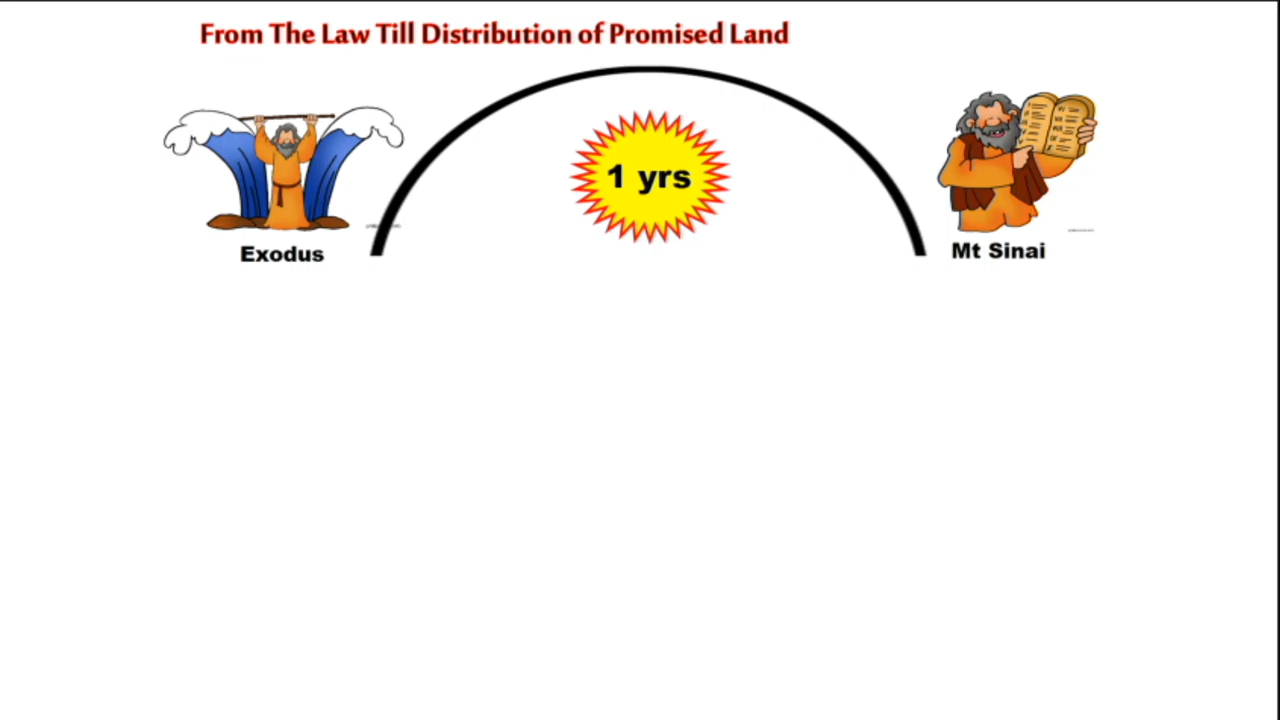 From The Law Till Distribution of Promised Land
1 yrs
Exodus
Mt Sinai